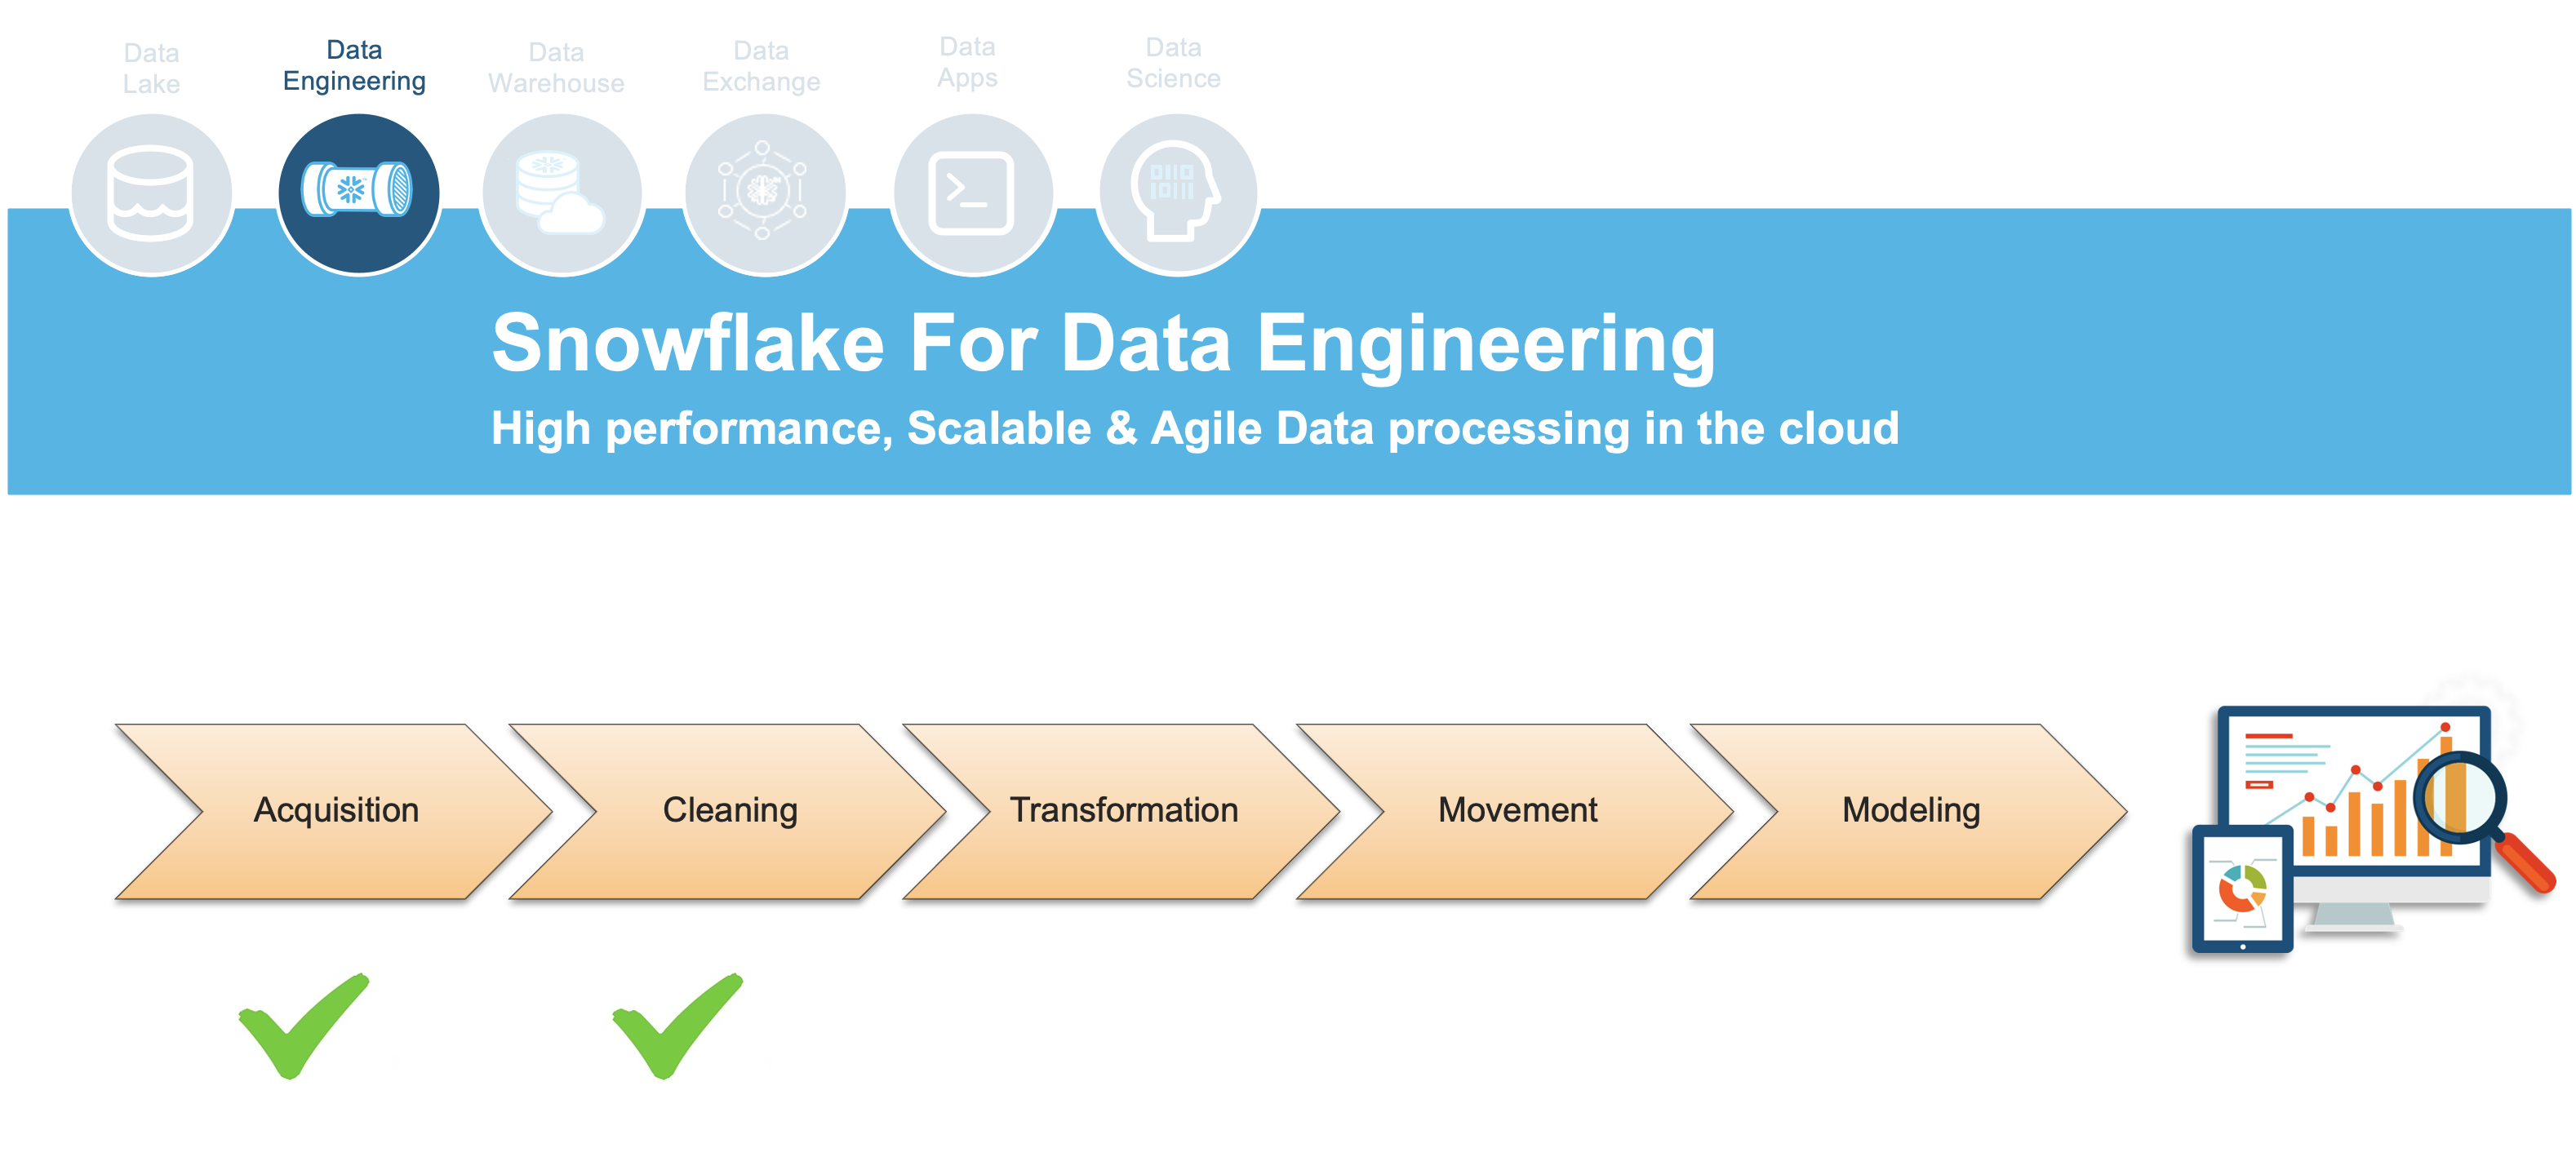 Data
Lake
Data
Engineering
Data
Warehouse
Data
Exchange
Data
Apps
Data
Science
Snowflake For Data Engineering
High performance, Scalable & Agile Data processing in the cloud
Acquisition
Cleaning
Transformation
Movement
Modeling